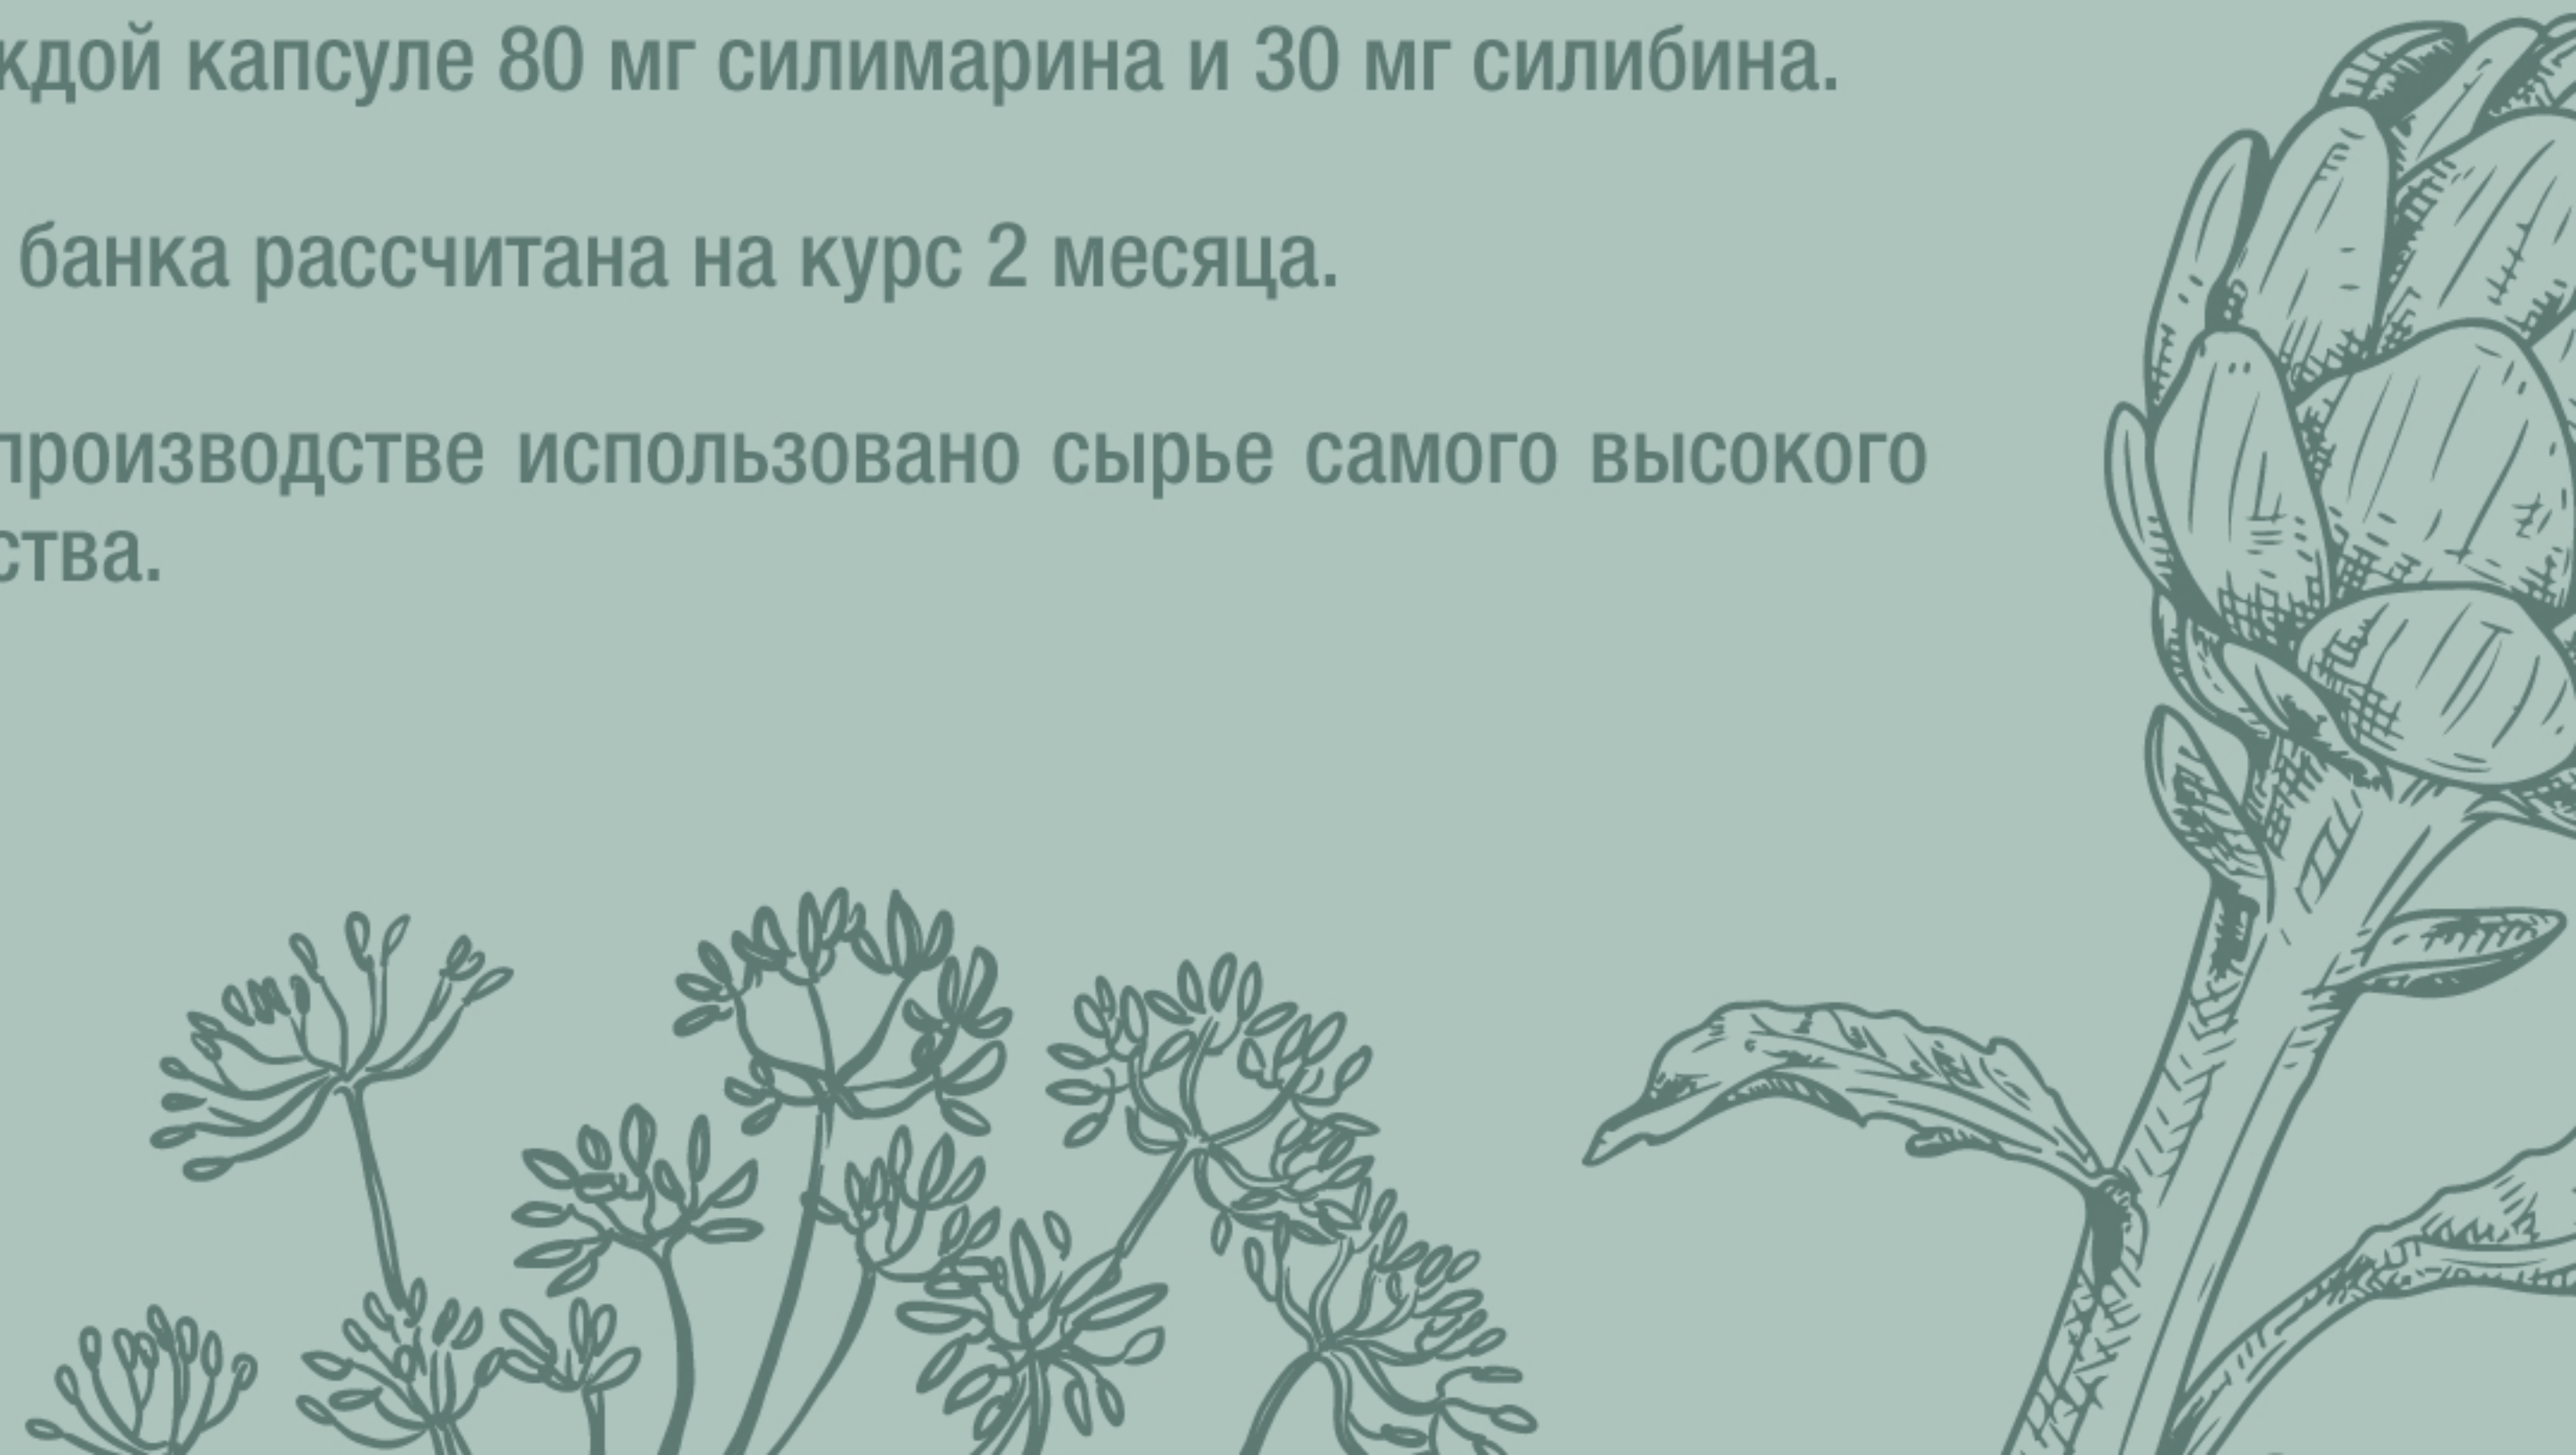 ждой капсуле 80 мг силимарина и 30 мг силибина.
банка рассчитана на курс 2 месяца.
производстве использовано сырье самого высокого
ства.